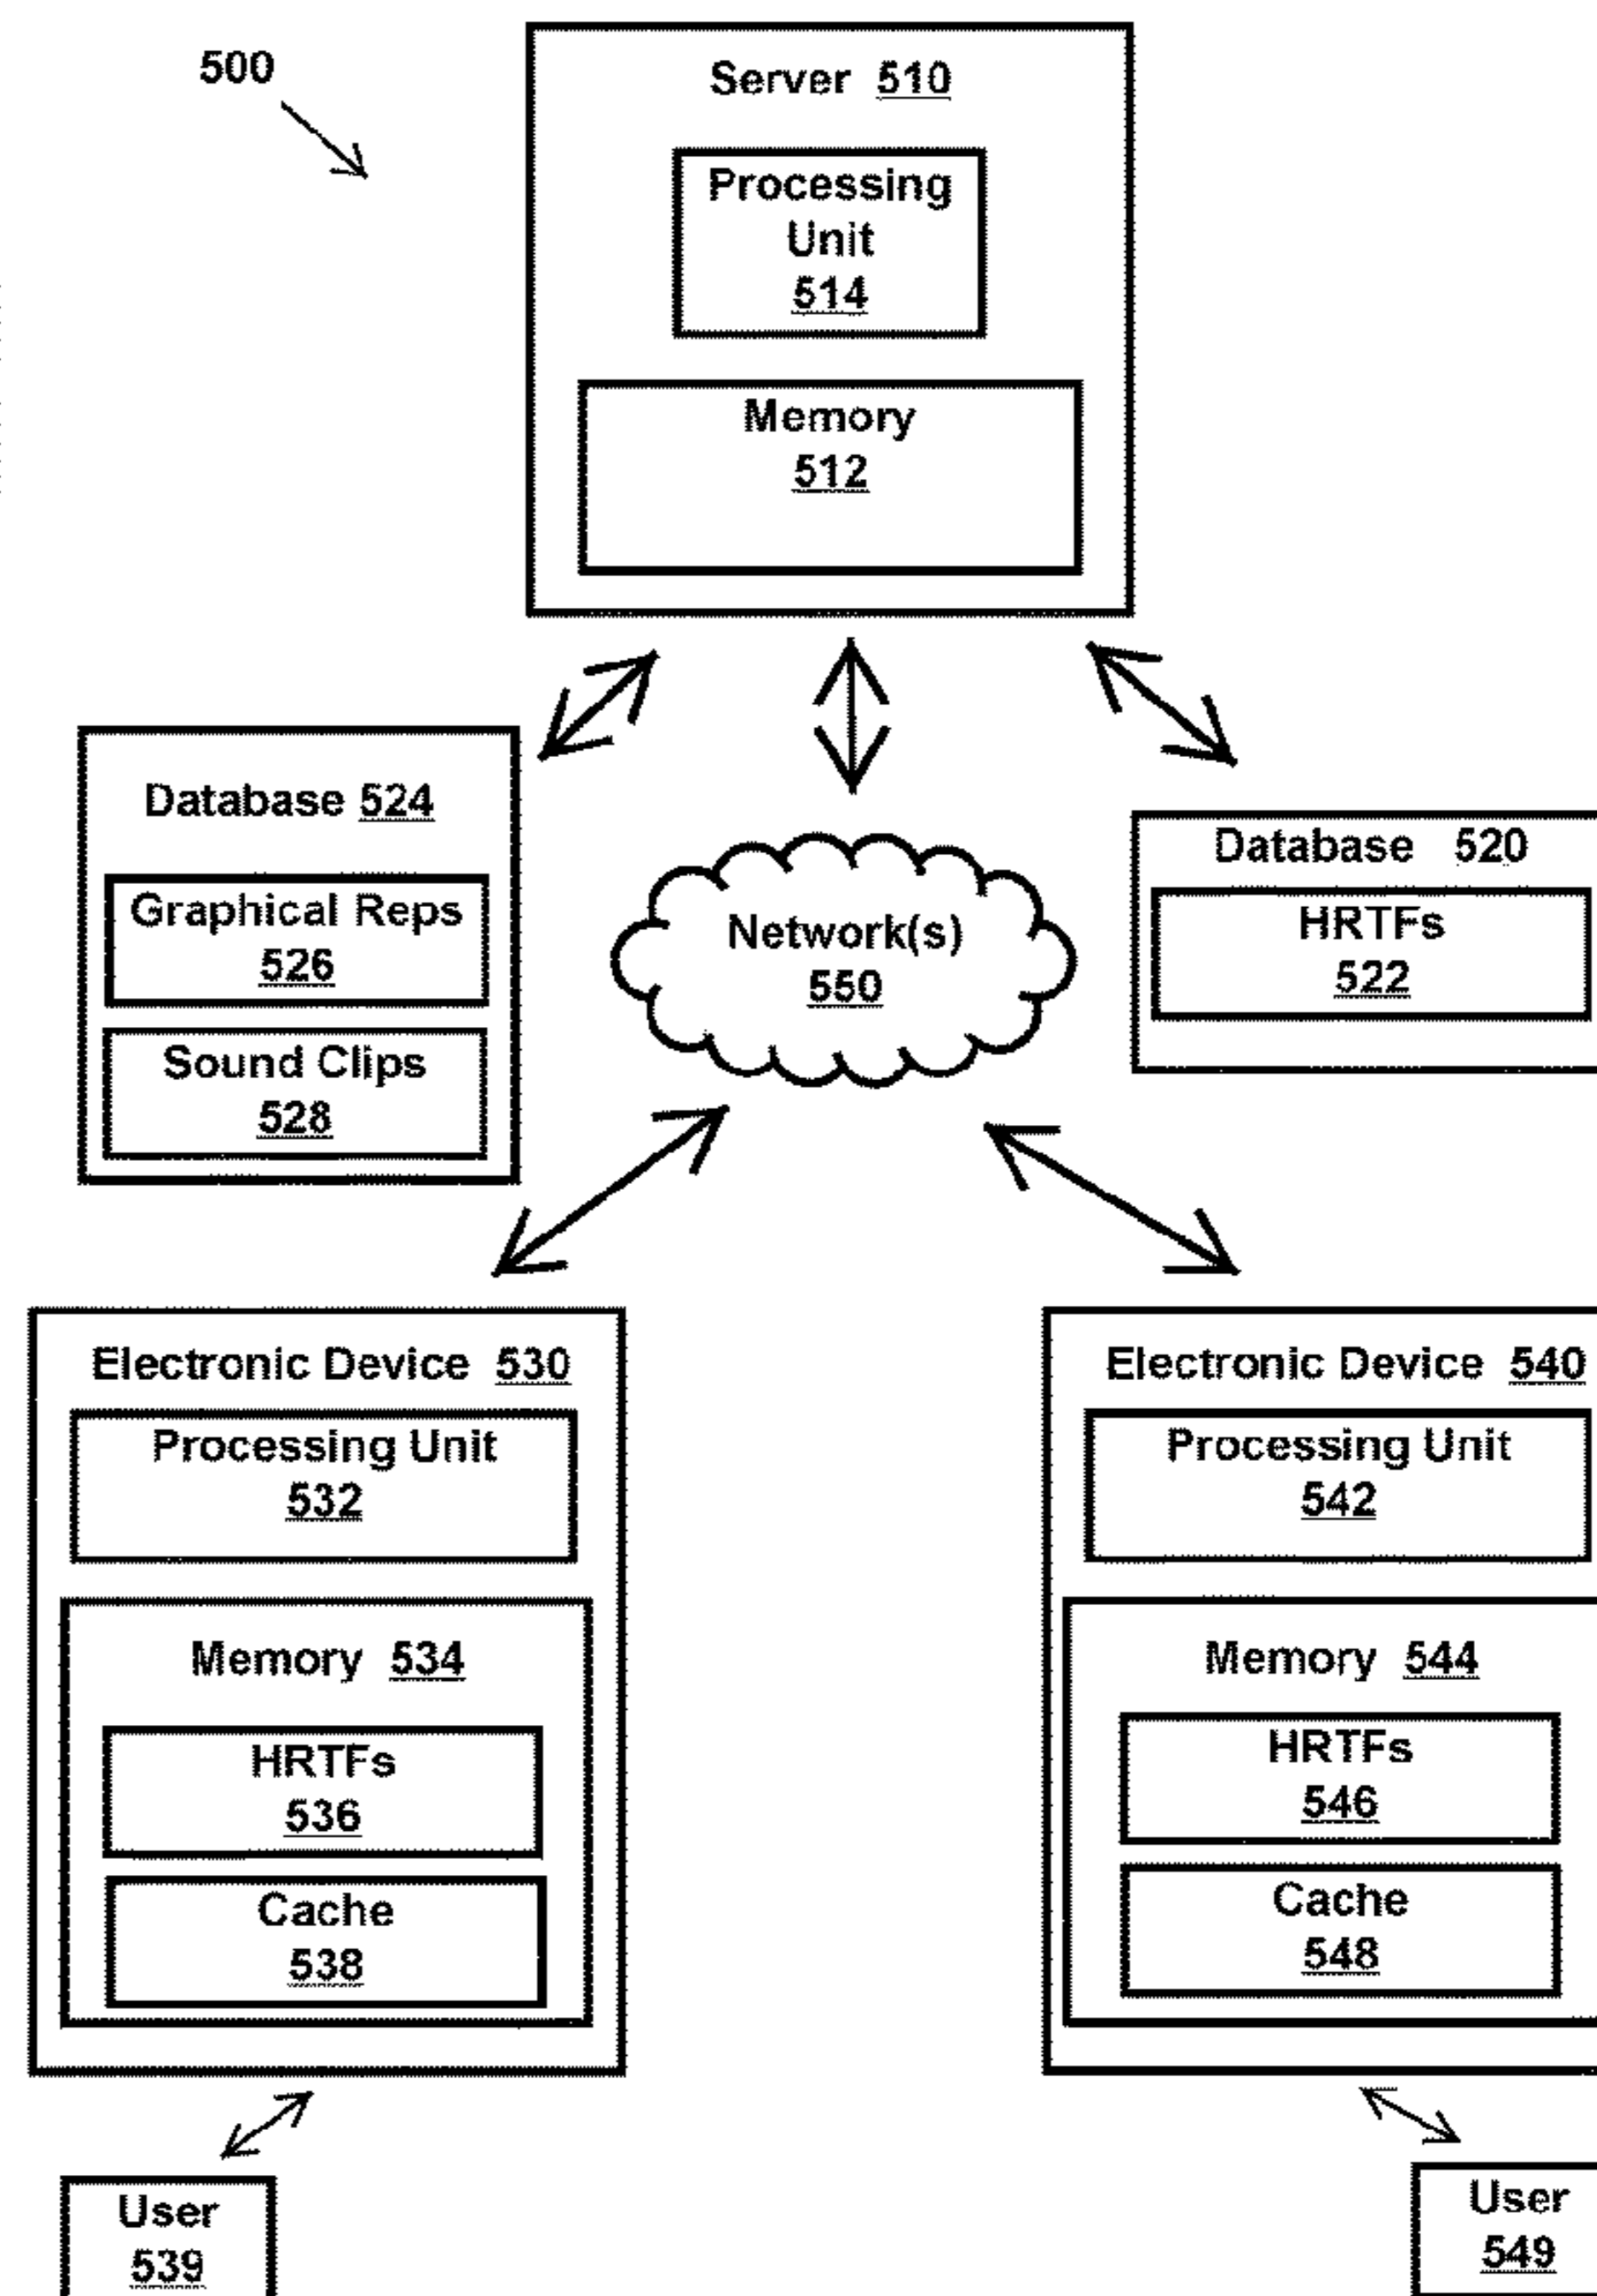 500
Server 510
Processing
Unit
514
Memory
512
Database 524
Graphical Reps
526
Sound Clips
528
Network(s)
550
Database 520
HRTFs
522
Electronic Device 530
Processing Unit
532
Memory 534
HRTFs
536
Cache
538
User
539
Electronic Device 540
Processing Unit
542
Memory 544
HRTFs
546
Cache
548
User
549